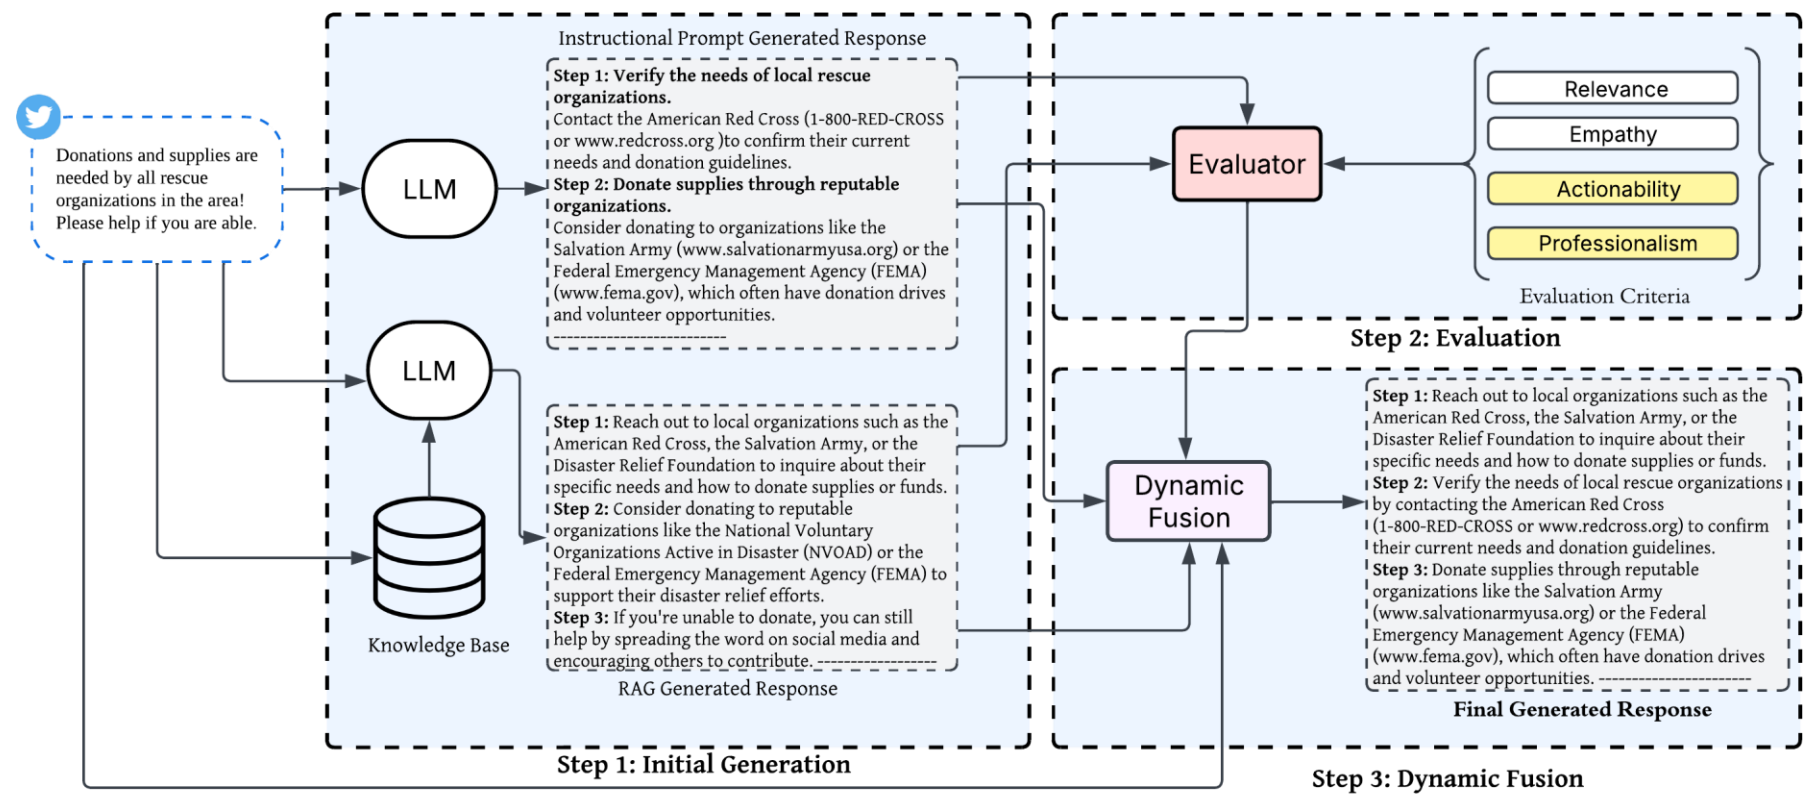 Donations and supplies are
needed by all rescue
organizations in the area!
Please help if you are able.
Instructional Prompt Generated Response
LLM
Step 1: Verify the needs of local rescue
organizations.
Contact the American Red Cross (1-800-RED-CROSS
or www.redcross.org )to confirm their current
needs and donation guidelines.
Step 2: Donate supplies through reputable
organizations.
Consider donating to organizations like the
Salvation Army (www.salvationarmyusa.org) or the
Federal Emergency Management Agency (FEMA)
(www.fema.gov), which often have donation drives
and volunteer opportunities.
--------------------------
LLM
Knowledge Base
Step 1: Reach out to local organizations such as the
American Red Cross, the Salvation Army, or the
Disaster Relief Foundation to inquire about their
specific needs and how to donate supplies or funds.
Step 2: Consider donating to reputable
organizations like the National Voluntary
Organizations Active in Disaster (NVOAD) or the
Federal Emergency Management Agency (FEMA) to
support their disaster relief efforts.
Step 3: If you're unable to donate, you can still
help by spreading the word on social media and
encouraging others to contribute. ------------------
RAG Generated Response
Step 1: Initial Generation
Evaluator
Relevance
Empathy
Actionability
Professionalism
Evaluation Criteria
Step 2: Evaluation
Dynamic
Fusion
Step 1: Reach out to local organizations such as the
American Red Cross, the Salvation Army, or the
Disaster Relief Foundation to inquire about their
specific needs and how to donate supplies or funds.
Step 2: Verify the needs of local rescue organizations
by contacting the American Red Cross
(1-800-RED-CROSS or www.redcross.org) to confirm
their current needs and donation guidelines.
Step 3: Donate supplies through reputable
organizations like the Salvation Army
(www.salvationarmyusa.org) or the Federal
Emergency Management Agency (FEMA)
(www.fema.gov), which often have donation drives
and volunteer opportunities. -----------------------
Final Generated Response
Step 3: Dynamic Fusion